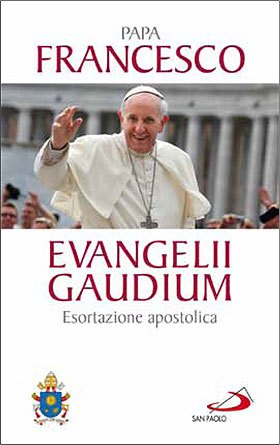 PAPA
FRANCESCO
EVANGELII
GAUDIUM
Esortazione apostolica
SAN PAOLO